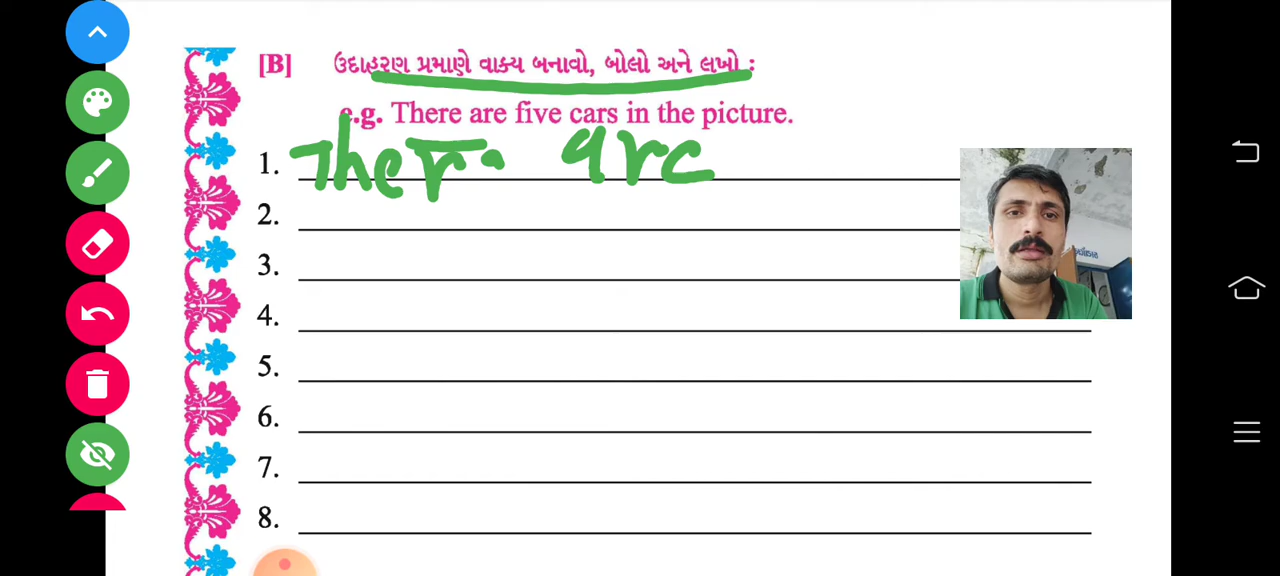 [B] ઉદાહરણ પ્રમાણે વાક્ય બનાવો, બોલો અને લખો :
e.g. There are five cars in the picture.
1. There are
2.
3.
4.
5.
6.
7.
8.